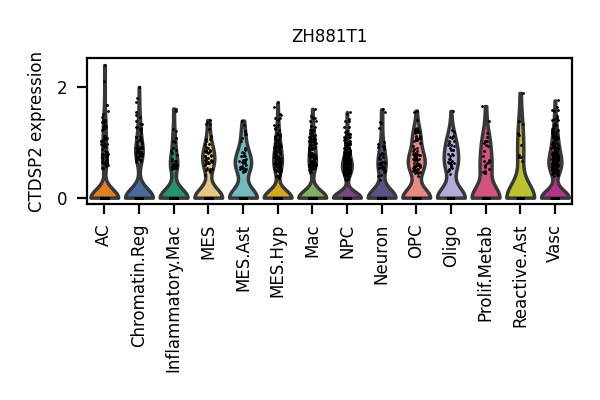 ZH881T1
CTDSP2 expression
2
0
AC
Chromatin.Reg
Inflammatory.Mac
MES
MES.Ast
MES.Hyp
Mac
NPC
Neuron
OPC
Oligo
Prolif.Metab
Reactive.Ast
Vasc